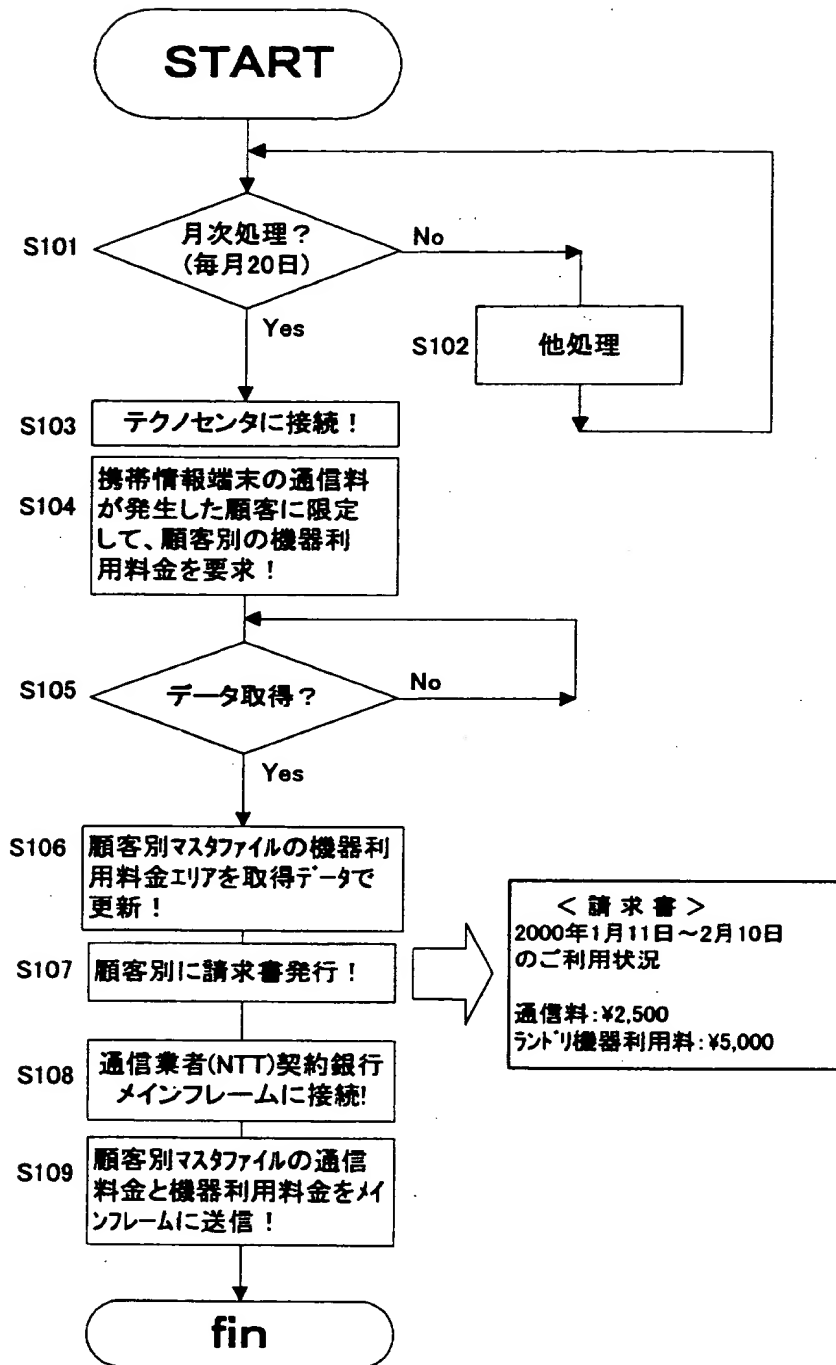 START
S101
月次処理？
(毎月20日)
No
Yes
S102
他処理
S103
テクノセンタに接続！
S104
携帯情報端末の通信料
が発生した顧客に限定
して、顧客別の機器利
用料金を要求！
S105
データ取得？
No
Yes
S106
顧客別マスタファイルの機器利
用料金エリアを取得データで
更新！
S107
顧客別に請求書発行！
＜請求書＞
2000年1月11日～2月10日
のご利用状況
通信料：¥2,500
ランドリ機器利用料：¥5,000
S108
通信業者(NTT)契約銀行
メインフレームに接続!
S109
顧客別マスタファイルの通信
料金と機器利用料金をメイ
ンフレームに送信！
fin